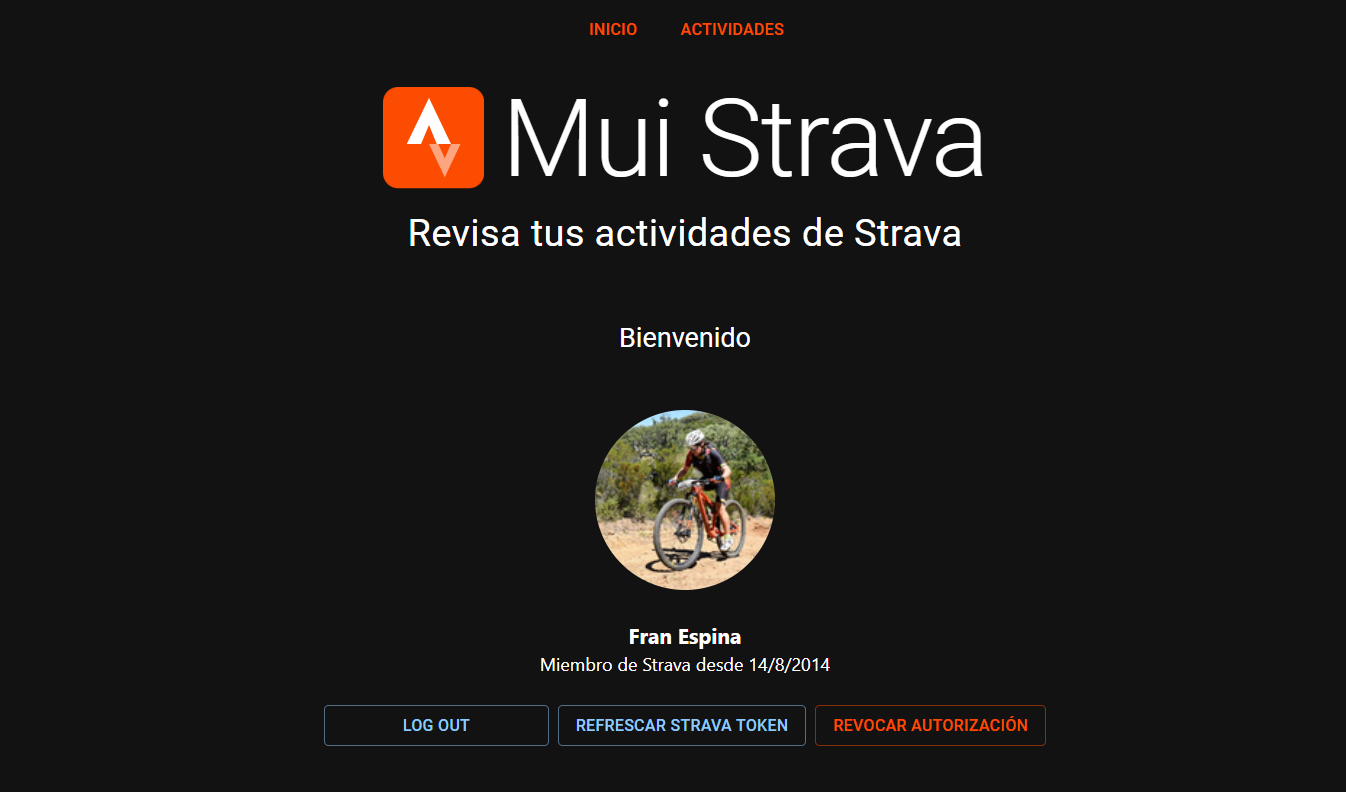 INICIO ACTIVIDADES
Mui Strava
Revisa tus actividades de Strava
Bienvenido
Fran Espina
Miembro de Strava desde 14/8/2014
LOG OUT REFRESCAR STRAVA TOKEN REVOCAR AUTORIZACIÓN